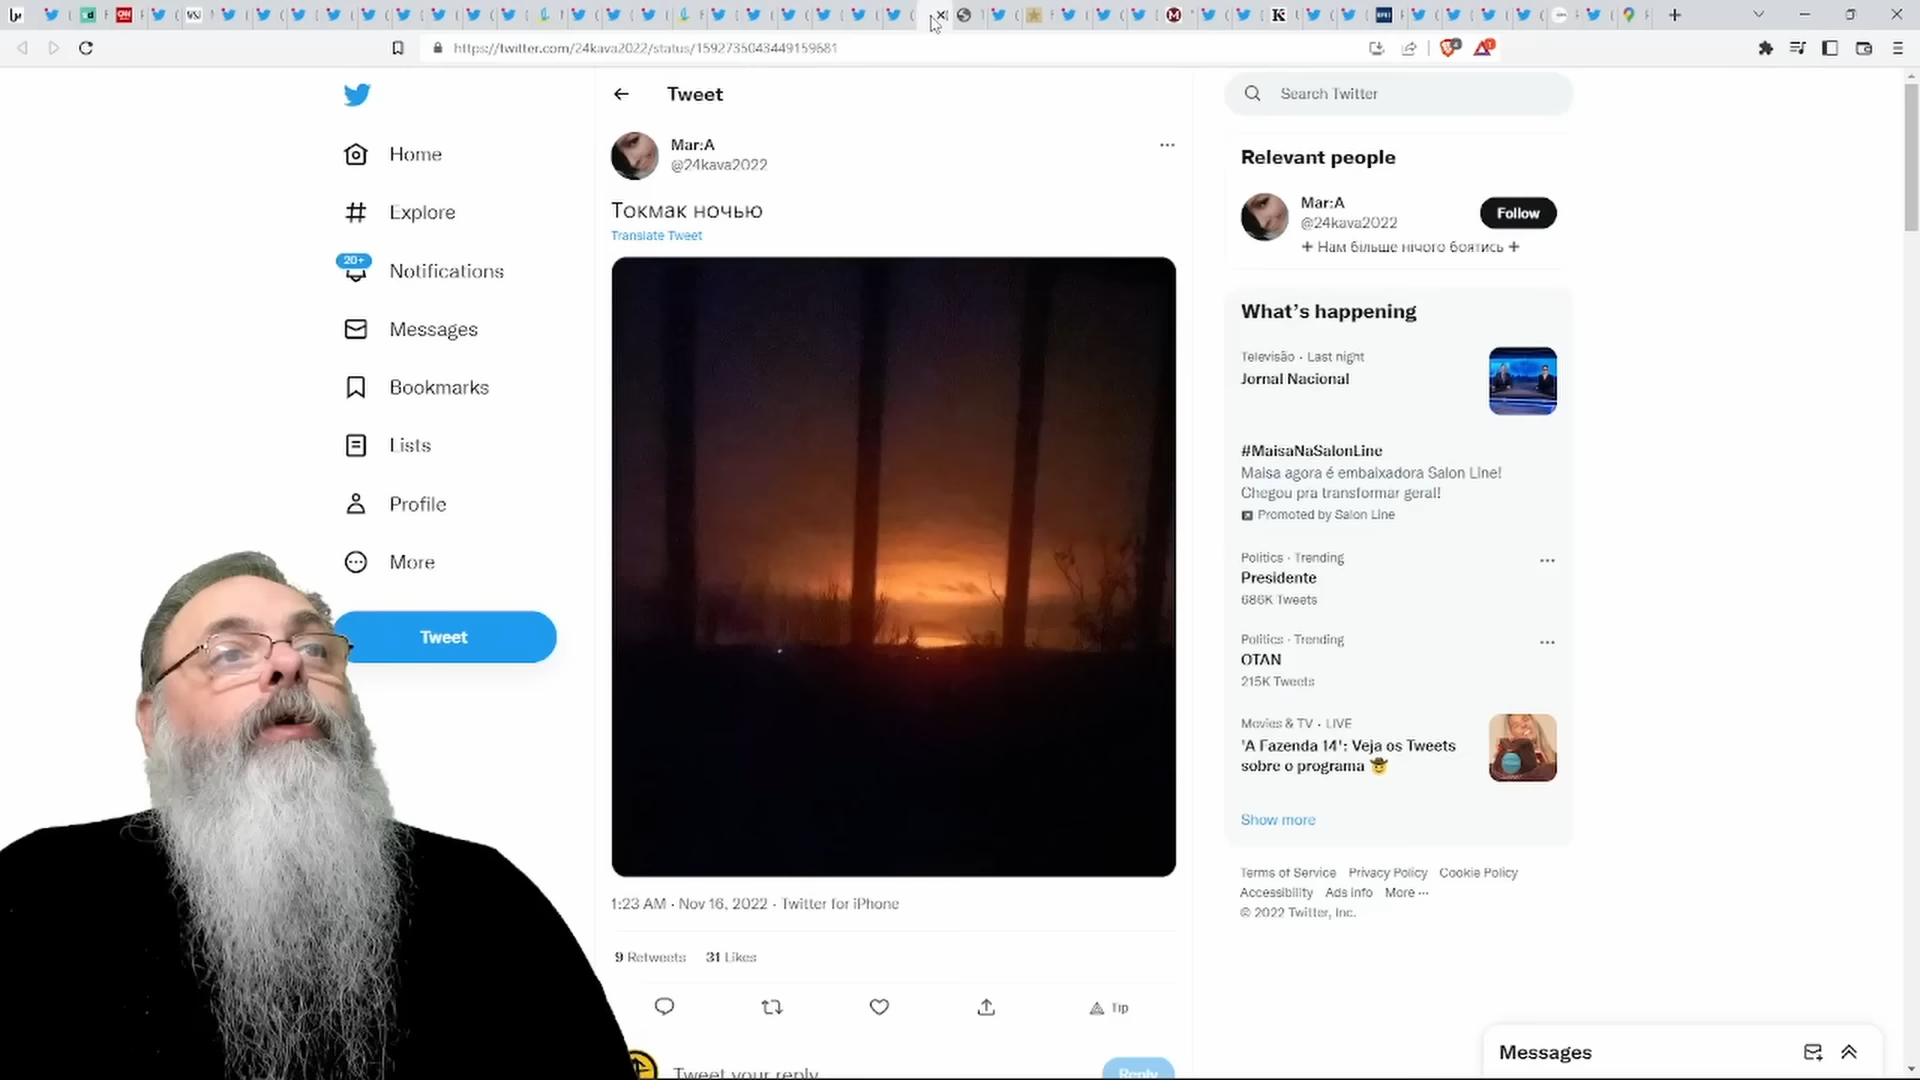 https://twitter.com/24kava2022/status/1592735043449159681
Home
Explore
20+
Notifications
Messages
Bookmarks
Lists
Profile
More
Tweet
Tweet
Mar:A
@24kava2022
Токмак ночью
Translate Tweet
1:23 AM · Nov 16, 2022 · Twitter for iPhone
9 Retweets 31 Likes
Tip
Tweet your reply
Reply
Search Twitter
Relevant people
Mar:A
@24kava2022
Follow
+ Нам більше нічого боятись +
What's happening
Televisão · Last night
Jornal Nacional
#MaisaNaSalonLine
Maisa agora é embaixadora Salon Line!
Chegou pra transformar geral!
Promoted by Salon Line
Politics · Trending
Presidente
686K Tweets
Politics · Trending
OTAN
215K Tweets
Movies & TV · LIVE
'A Fazenda 14': Veja os Tweets
sobre o programa 🤠
Show more
Terms of Service Privacy Policy Cookie Policy
Accessibility Ads info More ···
© 2022 Twitter, Inc.
Messages